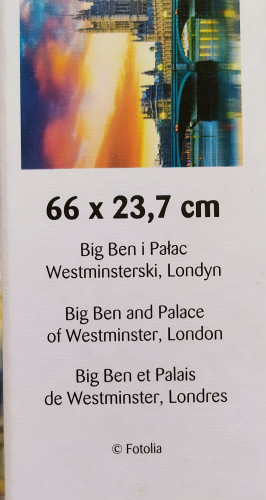 66 x 23,7 cm
Big Ben i Pałac
Westminsterski, Londyn
Big Ben and Palace
of Westminster, London
Big Ben et Palais
de Westminster, Londres
© Fotolia